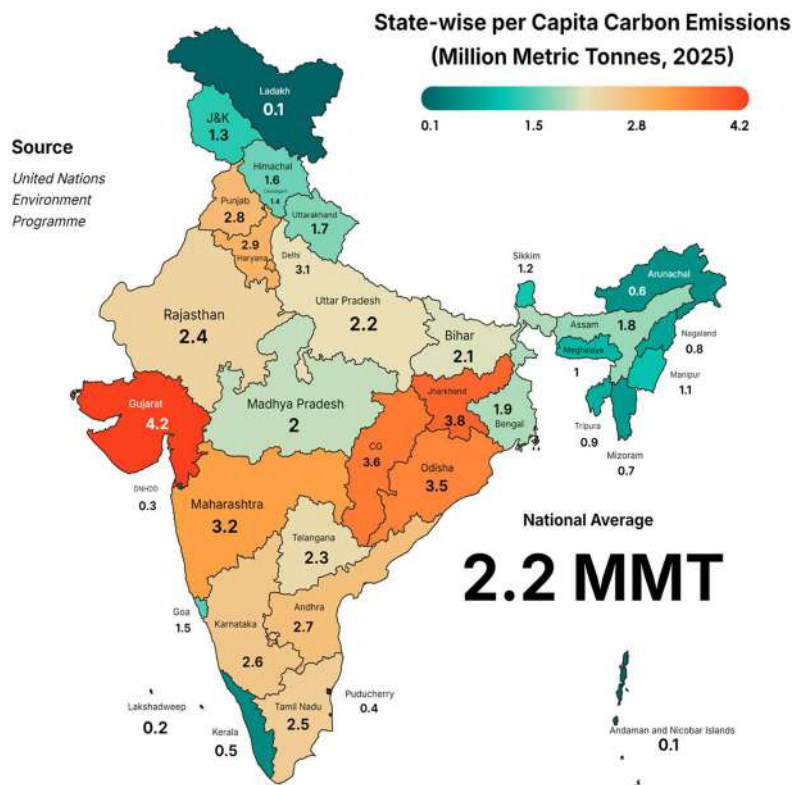 State-wise per Capita Carbon Emissions
(Million Metric Tonnes, 2025)
0.1 1.5 2.8 4.2
Source
United Nations
Environment
Programme
Ladakh
0.1
J&K
1.3
Himachal
1.6
Chandigarh
1.4
Punjab
2.8
Uttarakhand
1.7
2.9
Haryana
Delhi
3.1
Rajasthan
2.4
Uttar Pradesh
2.2
Bihar
2.1
Sikkim
1.2
Arunachal
0.6
Assam
1.8
Nagaland
0.8
Meghalaya
1
Manipur
1.1
Tripura
0.9
Mizoram
0.7
Gujarat
4.2
Madhya Pradesh
2
Jharkhand
3.8
1.9
Bengal
CG
3.6
Odisha
3.5
DNHDD
0.3
Maharashtra
3.2
Telangana
2.3
National Average
2.2 MMT
Goa
1.5
Karnataka
2.6
Andhra
2.7
Lakshadweep
0.2
Kerala
0.5
Tamil Nadu
2.5
Puducherry
0.4
Andaman and Nicobar Islands
0.1